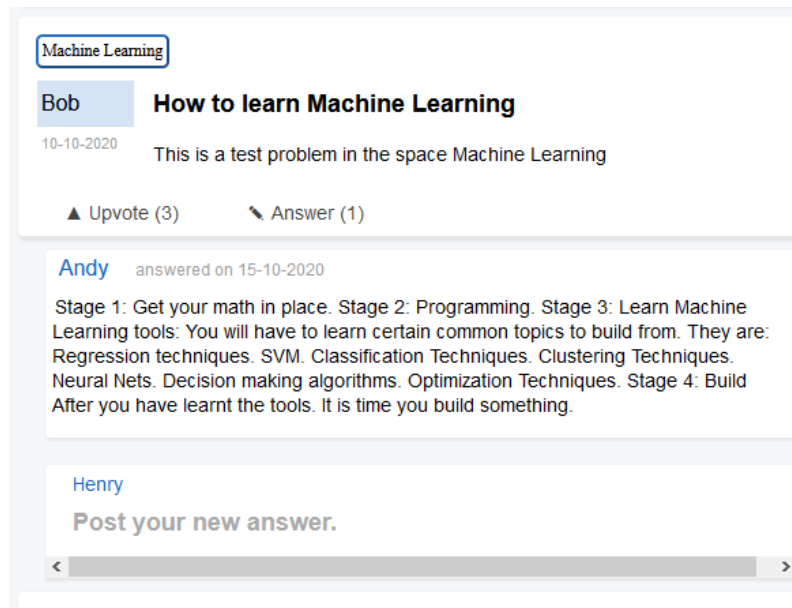 Machine Learning
Bob
How to learn Machine Learning
10-10-2020
This is a test problem in the space Machine Learning
▲ Upvote (3)
✎ Answer (1)
Andy answered on 15-10-2020
Stage 1: Get your math in place. Stage 2: Programming. Stage 3: Learn Machine
Learning tools: You will have to learn certain common topics to build from. They are:
Regression techniques. SVM. Classification Techniques. Clustering Techniques.
Neural Nets. Decision making algorithms. Optimization Techniques. Stage 4: Build
After you have learnt the tools. It is time you build something.
Henry
Post your new answer.